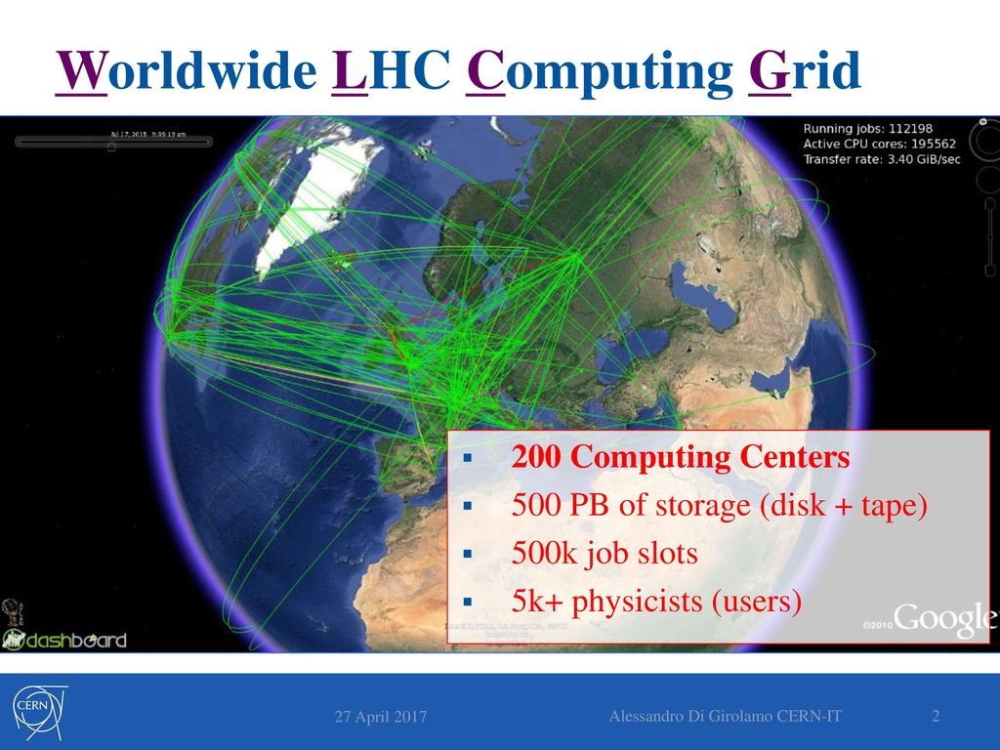 Worldwide LHC Computing Grid
Jul 17, 2015 9:09:19 am
Running jobs: 112198
Active CPU cores: 195562
Transfer rate: 3.40 GiB/sec
200 Computing Centers
500 PB of storage (disk + tape)
500k job slots
5k+ physicists (users)
©2010 Google
dashboard
CERN
27 April 2017
Alessandro Di Girolamo CERN-IT
2